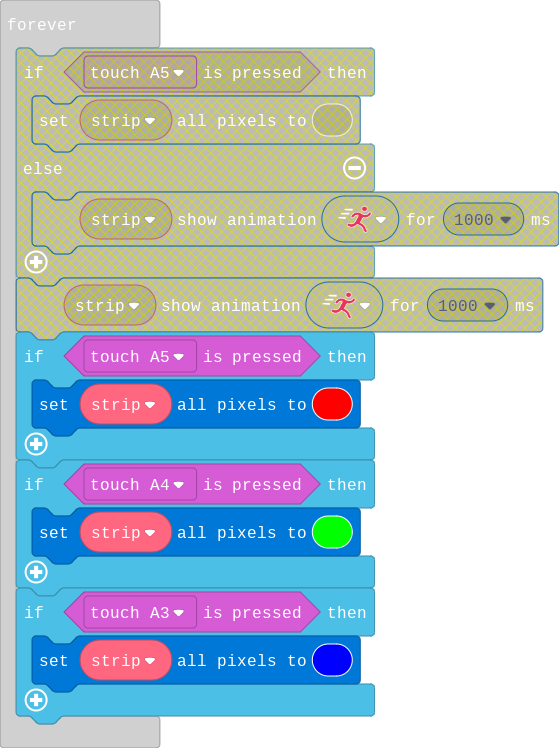 forever
if touch A5 is pressed then
set strip all pixels to
else
strip show animation for 1000 ms
strip show animation for 1000 ms
if touch A5 is pressed then
set strip all pixels to
if touch A4 is pressed then
set strip all pixels to
if touch A3 is pressed then
set strip all pixels to